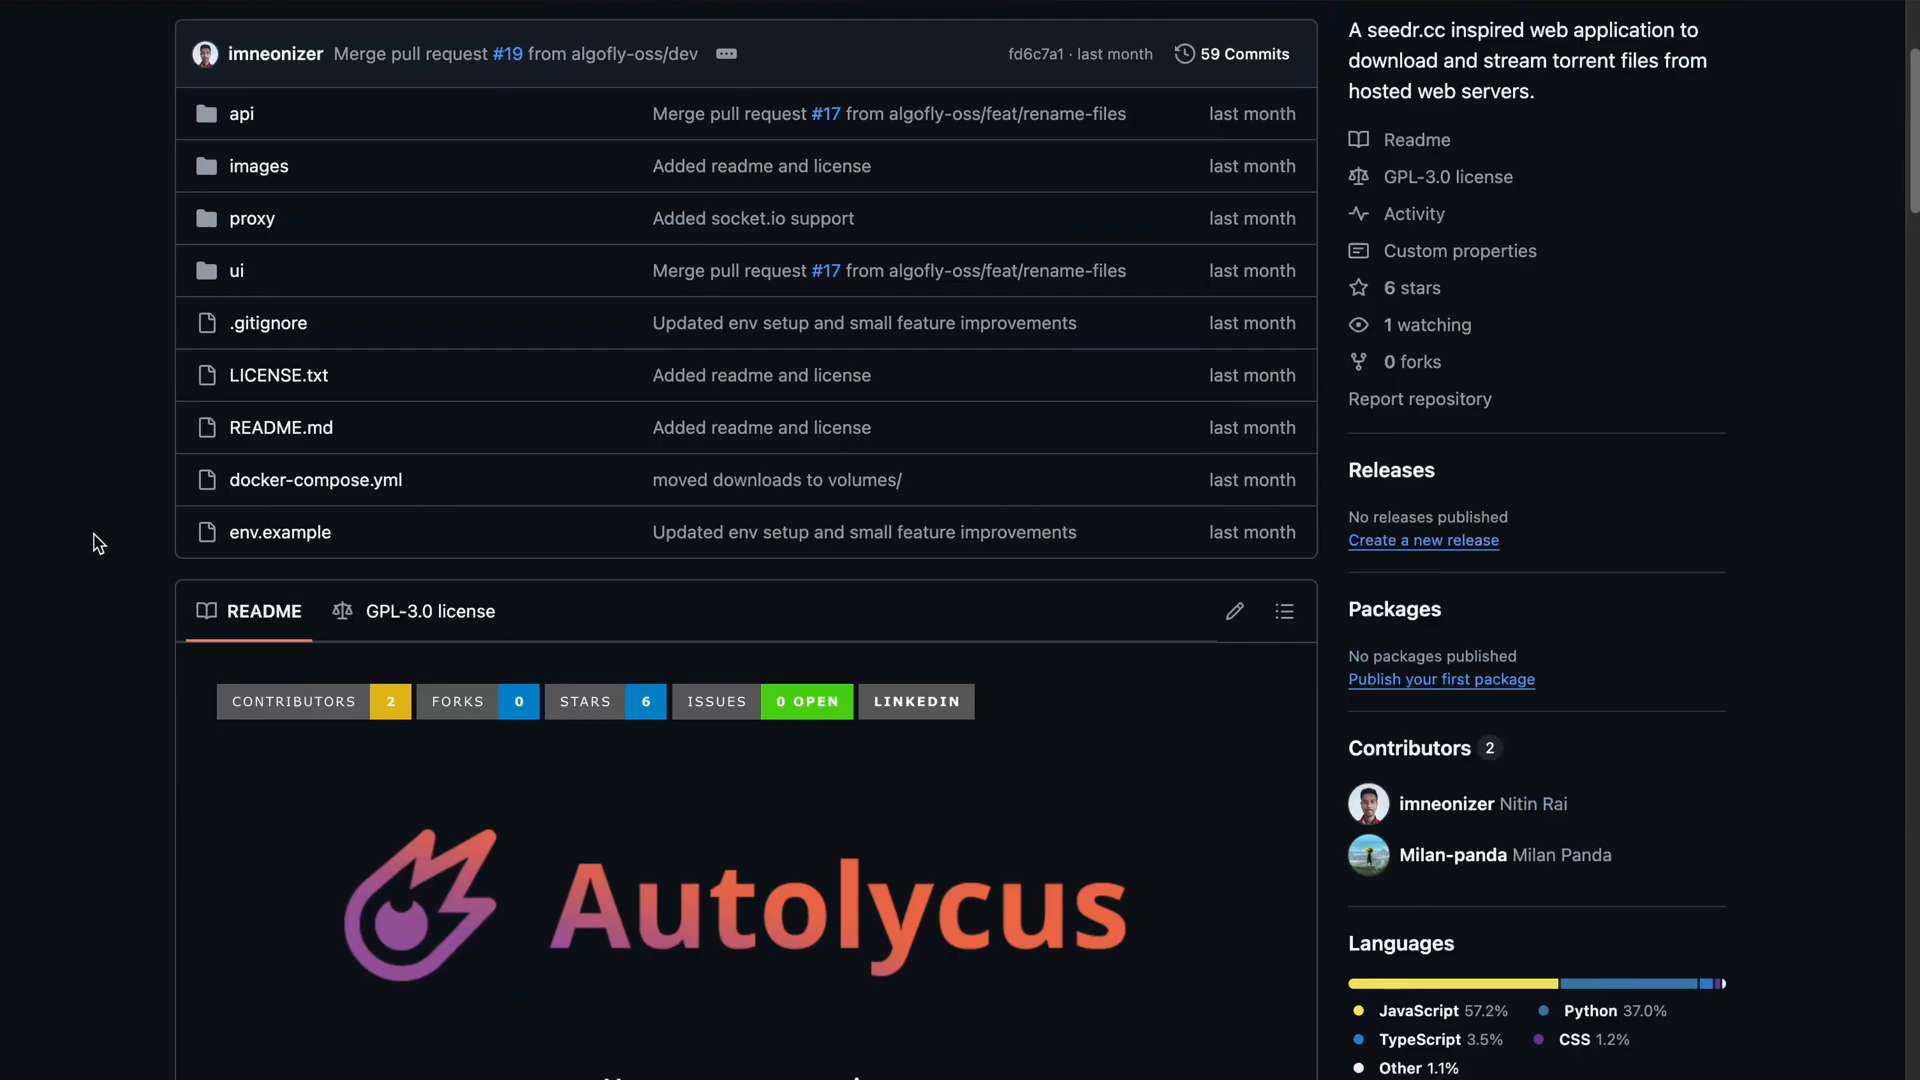 imneonizer Merge pull request #19 from algofly-oss/dev fd6c7a1 · last month 59 Commits
api Merge pull request #17 from algofly-oss/feat/rename-files last month
images Added readme and license last month
proxy Added socket.io support last month
ui Merge pull request #17 from algofly-oss/feat/rename-files last month
.gitignore Updated env setup and small feature improvements last month
LICENSE.txt Added readme and license last month
README.md Added readme and license last month
docker-compose.yml moved downloads to volumes/ last month
env.example Updated env setup and small feature improvements last month
README GPL-3.0 license
CONTRIBUTORS 2 FORKS 0 STARS 6 ISSUES 0 OPEN LINKEDIN
Autolycus
A seedr.cc inspired web application to
download and stream torrent files from
hosted web servers.
Readme
GPL-3.0 license
Activity
Custom properties
6 stars
1 watching
0 forks
Report repository
Releases
No releases published
Create a new release
Packages
No packages published
Publish your first package
Contributors 2
imneonizer Nitin Rai
Milan-panda Milan Panda
Languages
JavaScript 57.2% Python 37.0%
TypeScript 3.5% CSS 1.2%
Other 1.1%